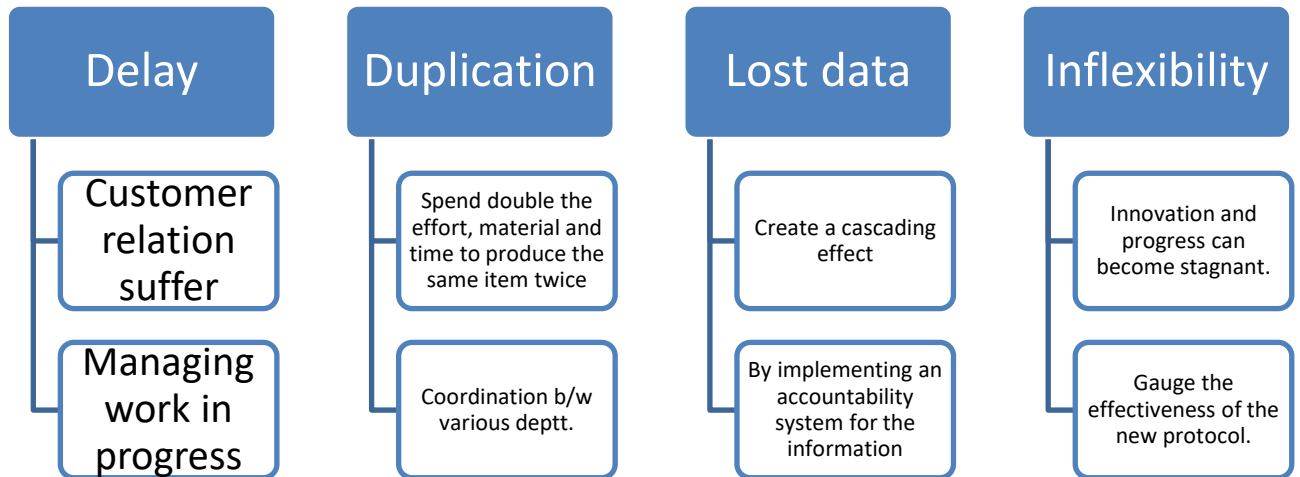 Delay
Customer
relation
suffer
Managing
work in
progress
Duplication
Spend double the
effort, material and
time to produce the
same item twice
Coordination b/w
various deptt.
Lost data
Create a cascading
effect
By implementing an
accountability
system for the
information
Inflexibility
Innovation and
progress can
become stagnant.
Gauge the
effectiveness of the
new protocol.